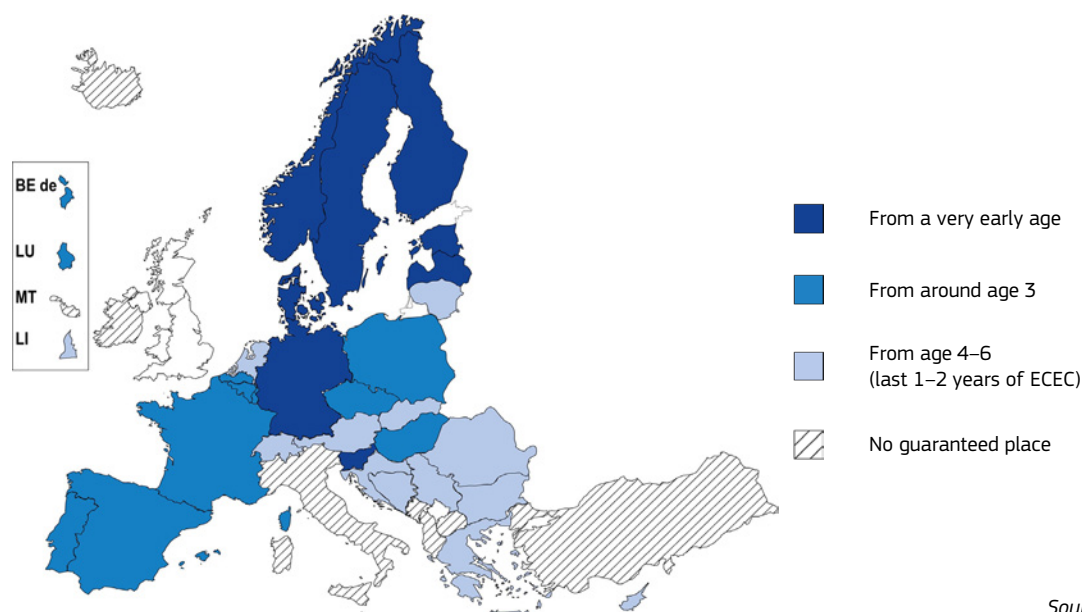 BE de
LU
MT
LI
From a very early age
From around age 3
From age 4–6
(last 1–2 years of ECEC)
No guaranteed place